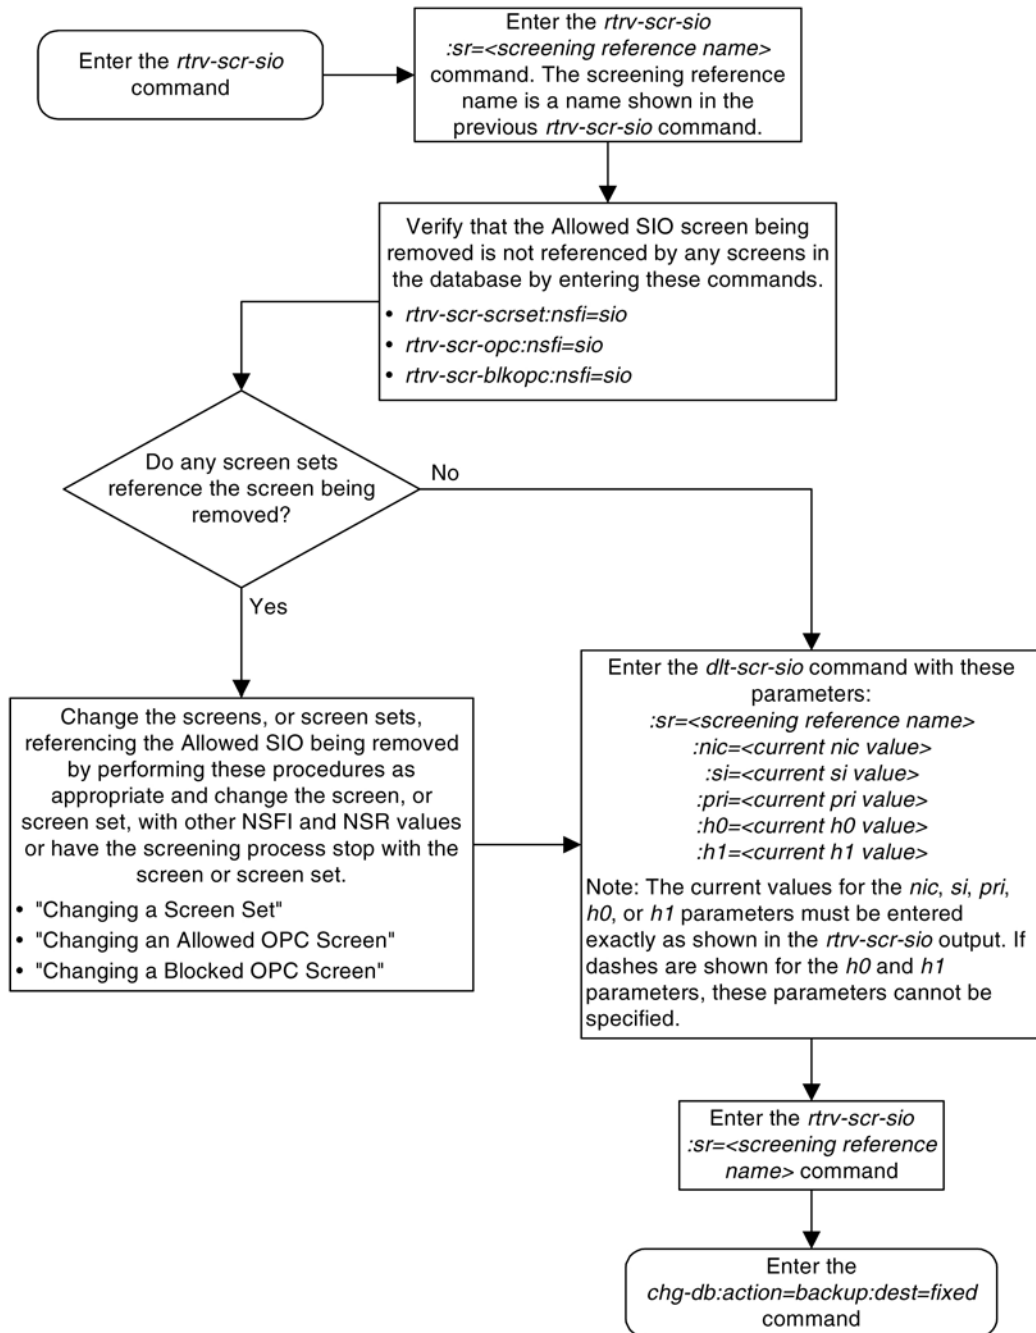 Enter the rtrv-scr-sio
command
Enter the rtrv-scr-sio
:sr=<screening reference name>
command. The screening reference
name is a name shown in the
previous rtrv-scr-sio command.
Verify that the Allowed SIO screen being
removed is not referenced by any screens in
the database by entering these commands.
• rtrv-scr-scrset:nsfi=sio
• rtrv-scr-opc:nsfi=sio
• rtrv-scr-blkopc:nsfi=sio
Do any screen sets
reference the screen being
removed?
No
Yes
Change the screens, or screen sets,
referencing the Allowed SIO being removed
by performing these procedures as
appropriate and change the screen, or
screen set, with other NSFI and NSR values
or have the screening process stop with the
screen or screen set.
• "Changing a Screen Set"
• "Changing an Allowed OPC Screen"
• "Changing a Blocked OPC Screen"
Enter the dlt-scr-sio command with these
parameters:
:sr=<screening reference name>
:nic=<current nic value>
:si=<current si value>
:pri=<current pri value>
:h0=<current h0 value>
:h1=<current h1 value>
Note: The current values for the nic, si, pri,
h0, or h1 parameters must be entered
exactly as shown in the rtrv-scr-sio output. If
dashes are shown for the h0 and h1
parameters, these parameters cannot be
specified.
Enter the rtrv-scr-sio
:sr=<screening reference
name> command
Enter the
chg-db:action=backup:dest=fixed
command